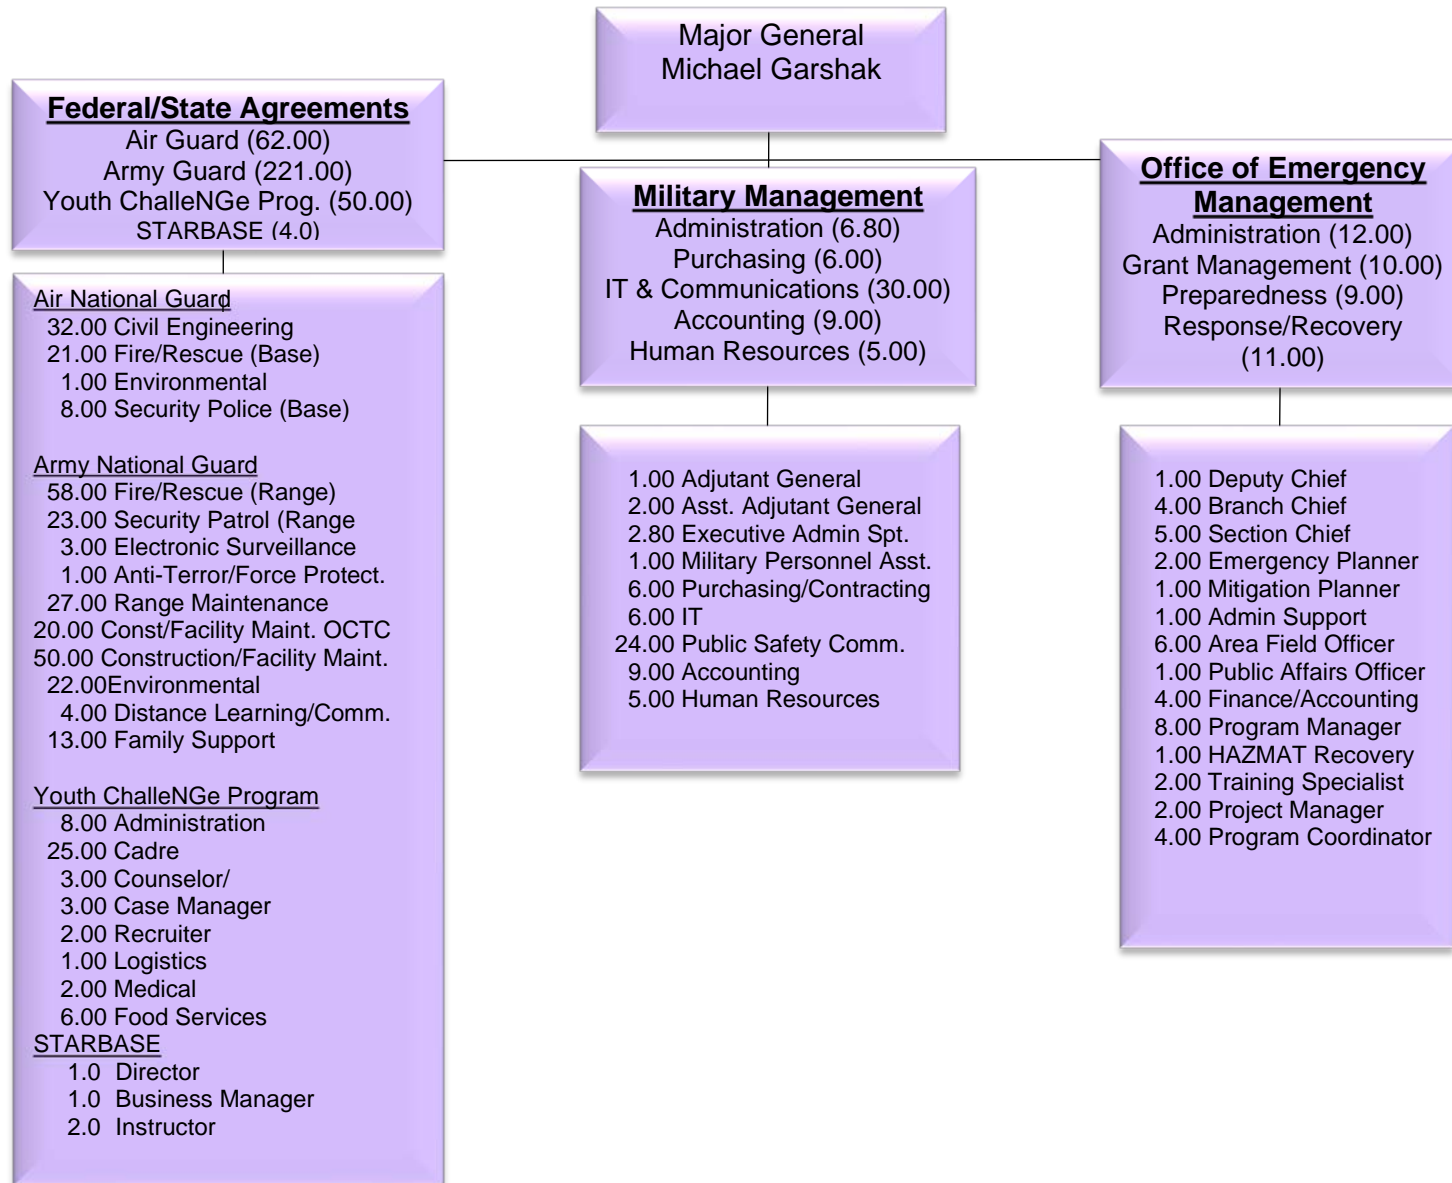 Major General
Michael Garshak
Federal/State Agreements
Air Guard (62.00)
Army Guard (221.00)
Youth ChalleNGe Prog. (50.00)
STARBASE (4.0)
Military Management
Administration (6.80)
Purchasing (6.00)
IT & Communications (30.00)
Accounting (9.00)
Human Resources (5.00)
Office of Emergency
Management
Administration (12.00)
Grant Management (10.00)
Preparedness (9.00)
Response/Recovery
(11.00)
Air National Guard
32.00 Civil Engineering
21.00 Fire/Rescue (Base)
1.00 Environmental
8.00 Security Police (Base)
Army National Guard
58.00 Fire/Rescue (Range)
23.00 Security Patrol (Range
3.00 Electronic Surveillance
1.00 Anti-Terror/Force Protect.
27.00 Range Maintenance
20.00 Const/Facility Maint. OCTC
50.00 Construction/Facility Maint.
22.00Environmental
4.00 Distance Learning/Comm.
13.00 Family Support
Youth ChalleNGe Program
8.00 Administration
25.00 Cadre
3.00 Counselor/
3.00 Case Manager
2.00 Recruiter
1.00 Logistics
2.00 Medical
6.00 Food Services
STARBASE
1.0 Director
1.0 Business Manager
2.0 Instructor
1.00 Adjutant General
2.00 Asst. Adjutant General
2.80 Executive Admin Spt.
1.00 Military Personnel Asst.
6.00 Purchasing/Contracting
6.00 IT
24.00 Public Safety Comm.
9.00 Accounting
5.00 Human Resources
1.00 Deputy Chief
4.00 Branch Chief
5.00 Section Chief
2.00 Emergency Planner
1.00 Mitigation Planner
1.00 Admin Support
6.00 Area Field Officer
1.00 Public Affairs Officer
4.00 Finance/Accounting
8.00 Program Manager
1.00 HAZMAT Recovery
2.00 Training Specialist
2.00 Project Manager
4.00 Program Coordinator